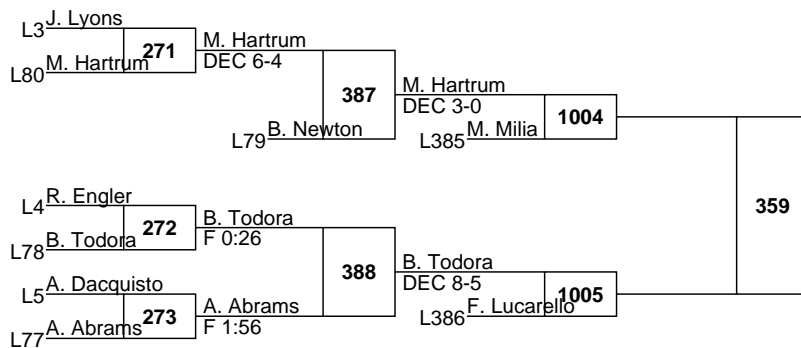 J. Lyons
L3
271
M. Hartrum
L80
M. Hartrum
DEC 6-4
387
M. Hartrum
DEC 3-0
1004
L79
B. Newton
L385
M. Milia
359
R. Engler
L4
272
B. Todora
L78
B. Todora
F 0:26
388
B. Todora
DEC 8-5
1005
L386
F. Lucarello
A. Dacquisto
L5
273
A. Abrams
L77
A. Abrams
F 1:56